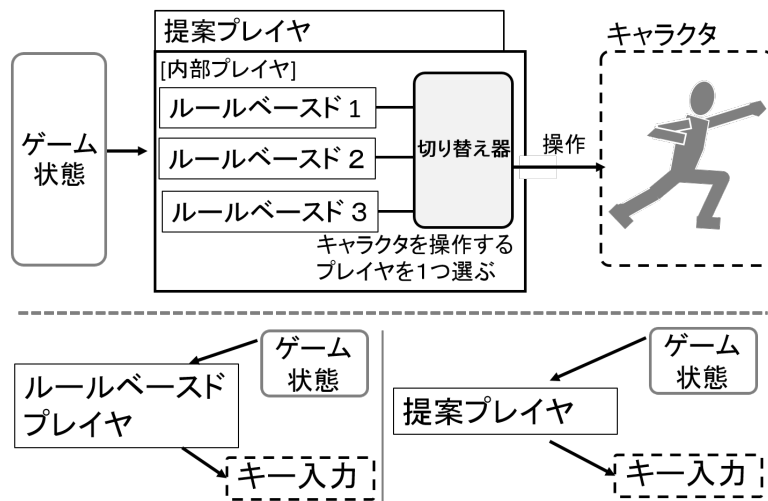 提案プレイヤ
キャラクタ
[内部プレイヤ]
ルールベースド 1
ルールベースド 2
ルールベースド 3
ゲーム
状態
切り替え器
操作
キャラクタを操作する
プレイヤを1つ選ぶ
ゲーム
状態
ルールベースド
プレイヤ
キー入力
ゲーム
状態
提案プレイヤ
キー入力